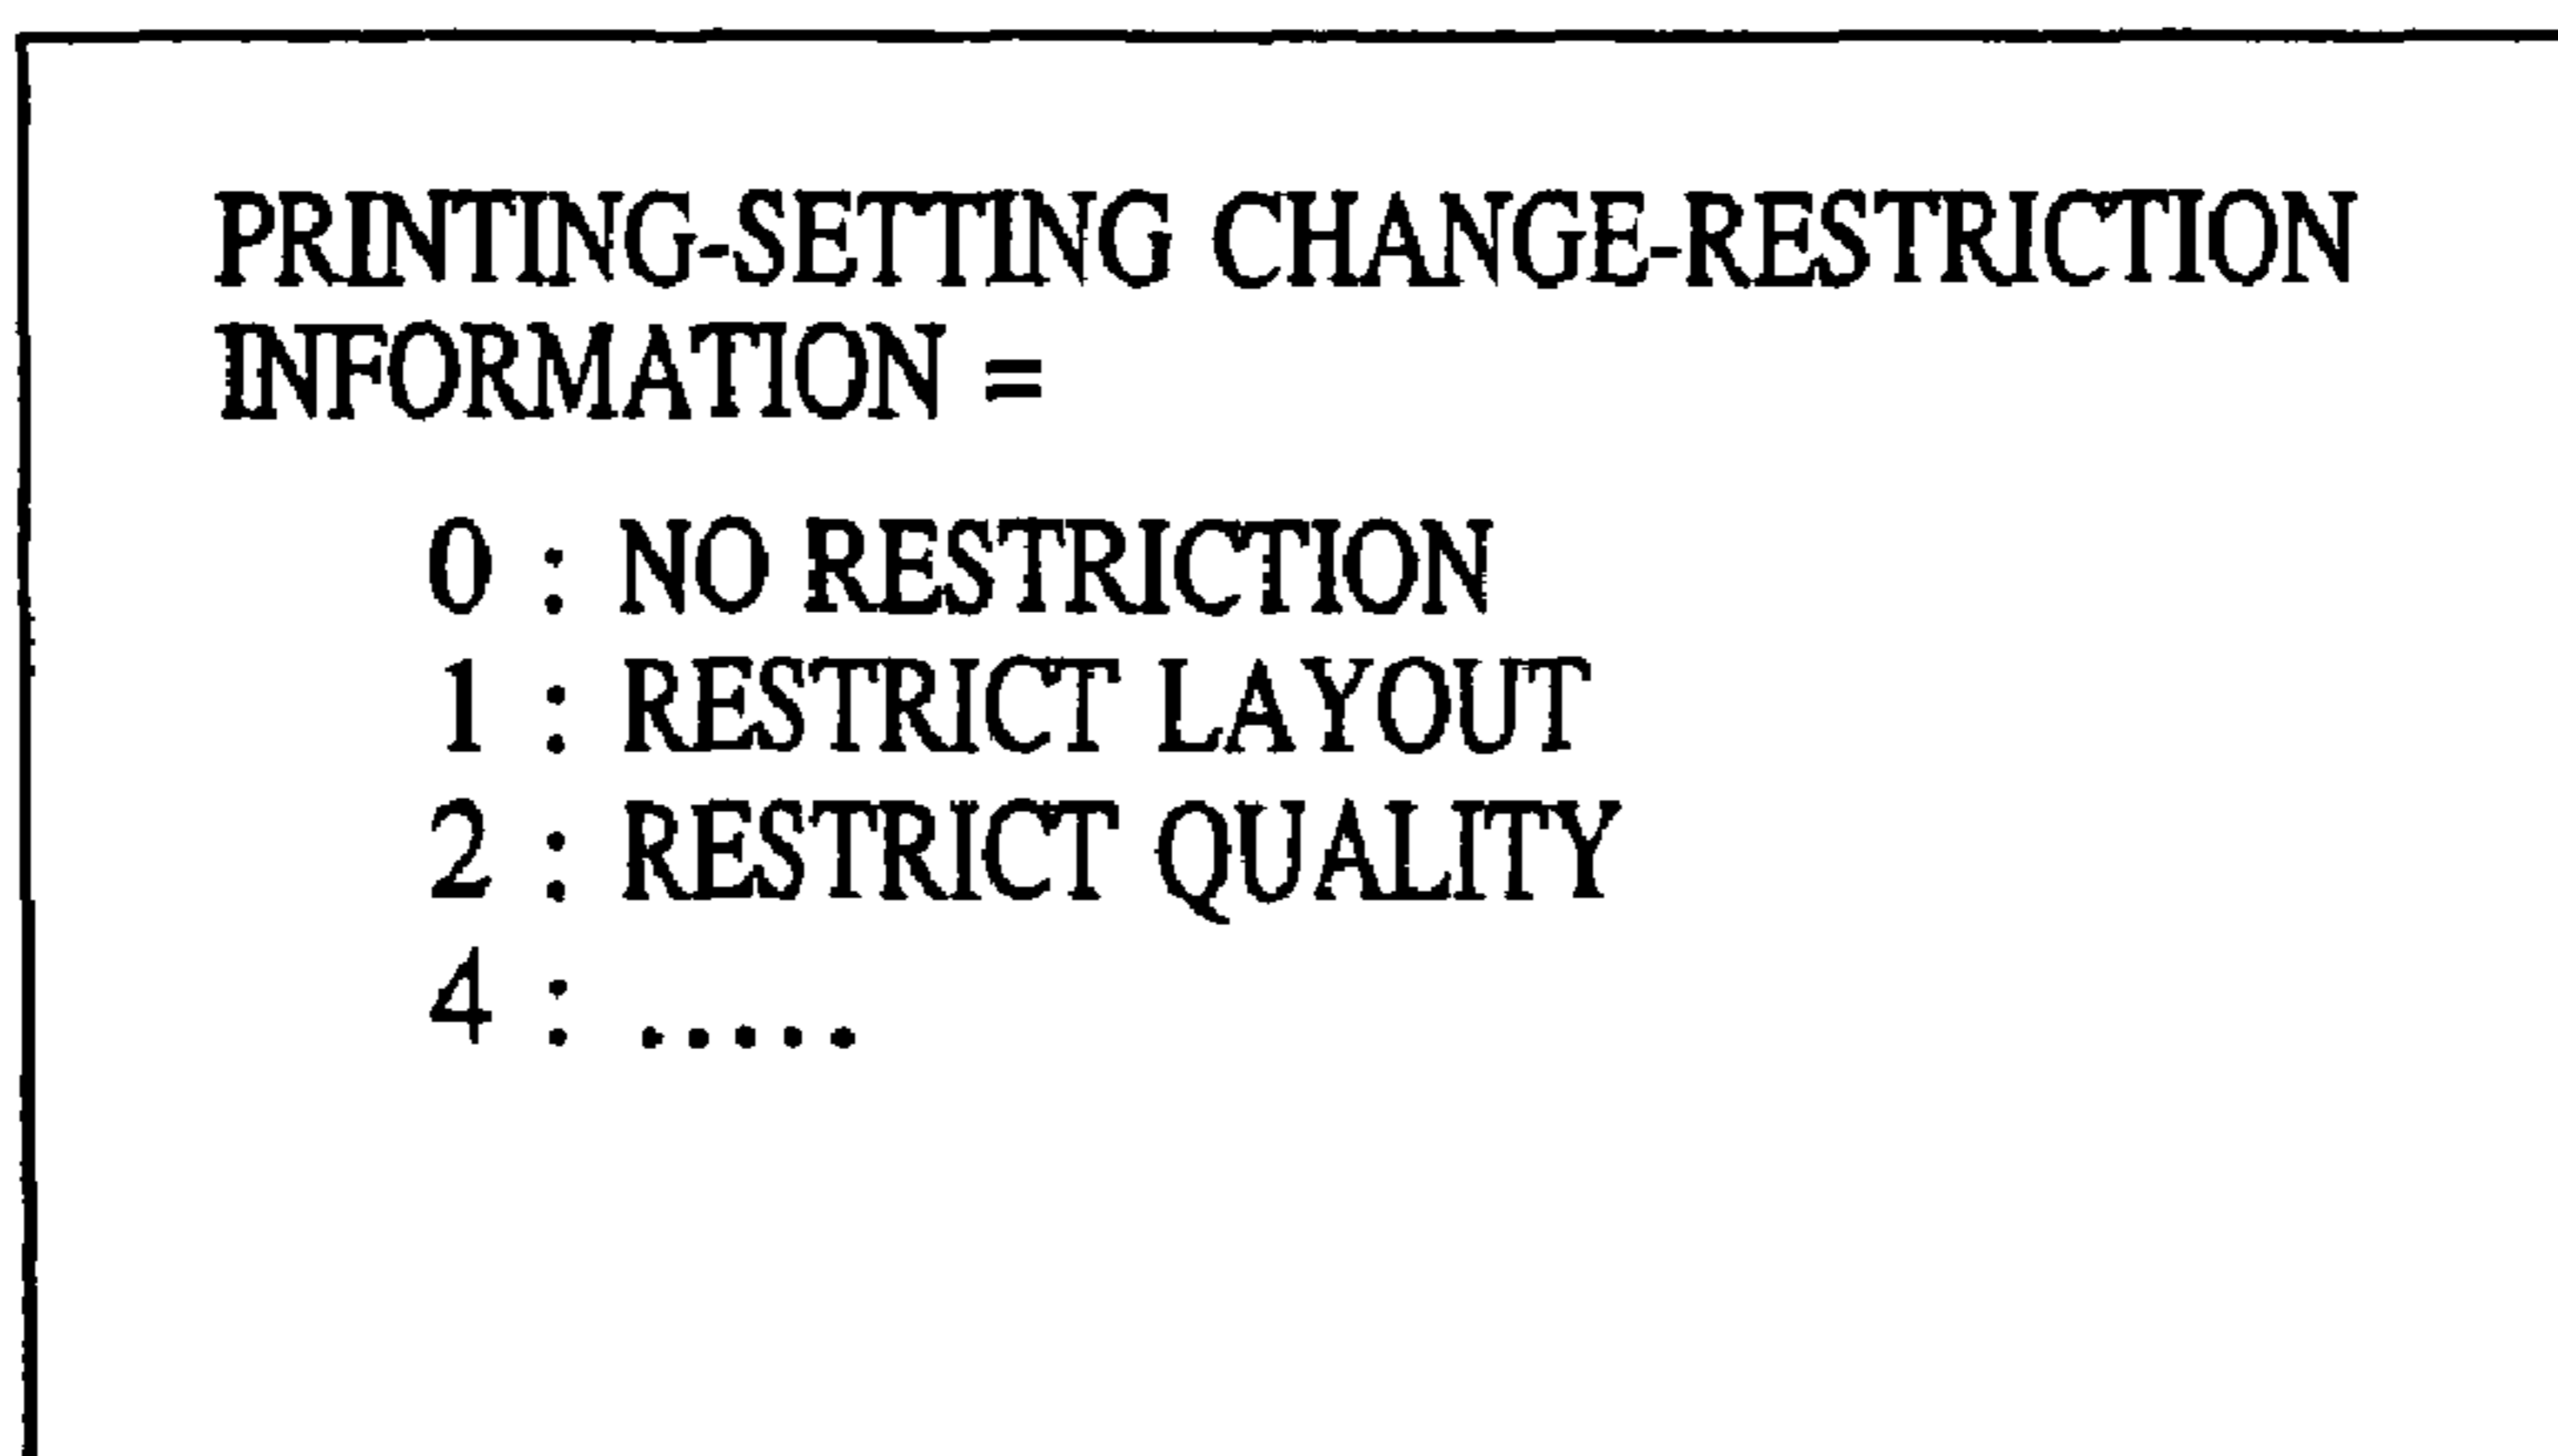 PRINTING-SETTING CHANGE-RESTRICTION
INFORMATION =
0 : NO RESTRICTION
1 : RESTRICT LAYOUT
2 : RESTRICT QUALITY
4 : .....